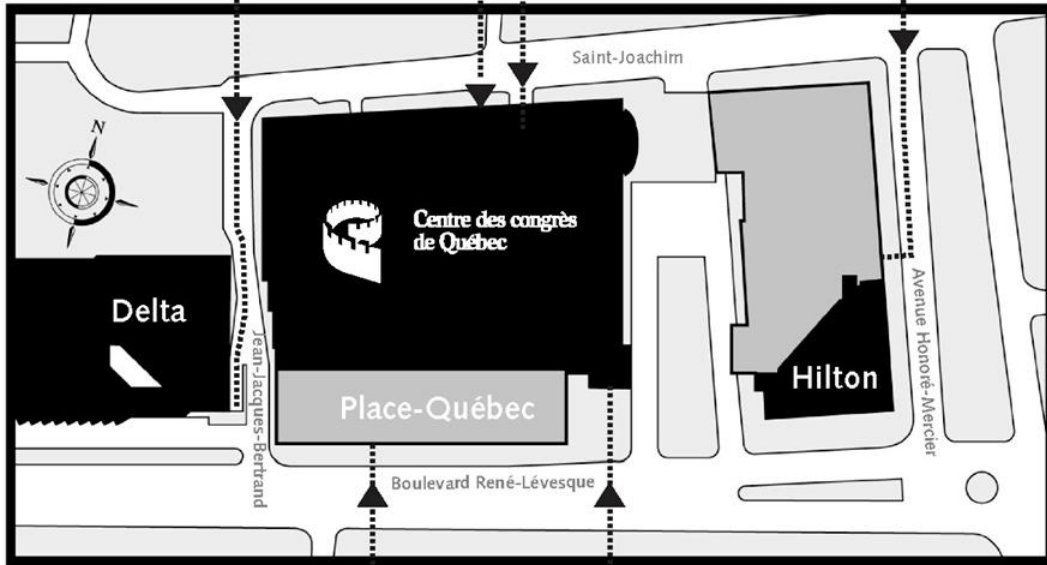 Saint-Joachim
N
Centre des congrès
de Québec
Delta
Jean-Jacques-Bertrand
Place-Québec
Hilton
Avenue Honoré-Mercier
Boulevard René-Lévesque